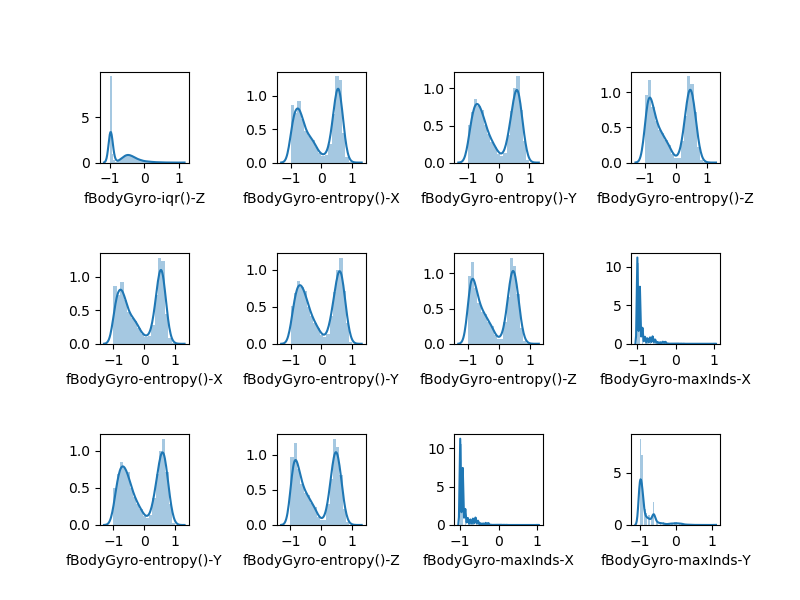 5
0
−1 0 1
fBodyGyro-iqr()-Z
1.0
0.5
0.0
−1 0 1
fBodyGyro-entropy()-X
1.0
0.5
0.0
−1 0 1
fBodyGyro-entropy()-Y
1.0
0.5
0.0
−1 0 1
fBodyGyro-entropy()-Z
1.0
0.5
0.0
−1 0 1
fBodyGyro-entropy()-X
1.0
0.5
0.0
−1 0 1
fBodyGyro-entropy()-Y
1.0
0.5
0.0
−1 0 1
fBodyGyro-entropy()-Z
10
5
0
−1 0 1
fBodyGyro-maxInds-X
1.0
0.5
0.0
−1 0 1
fBodyGyro-entropy()-Y
1.0
0.5
0.0
−1 0 1
fBodyGyro-entropy()-Z
10
5
0
−1 0 1
fBodyGyro-maxInds-X
5
0
−1 0 1
fBodyGyro-maxInds-Y